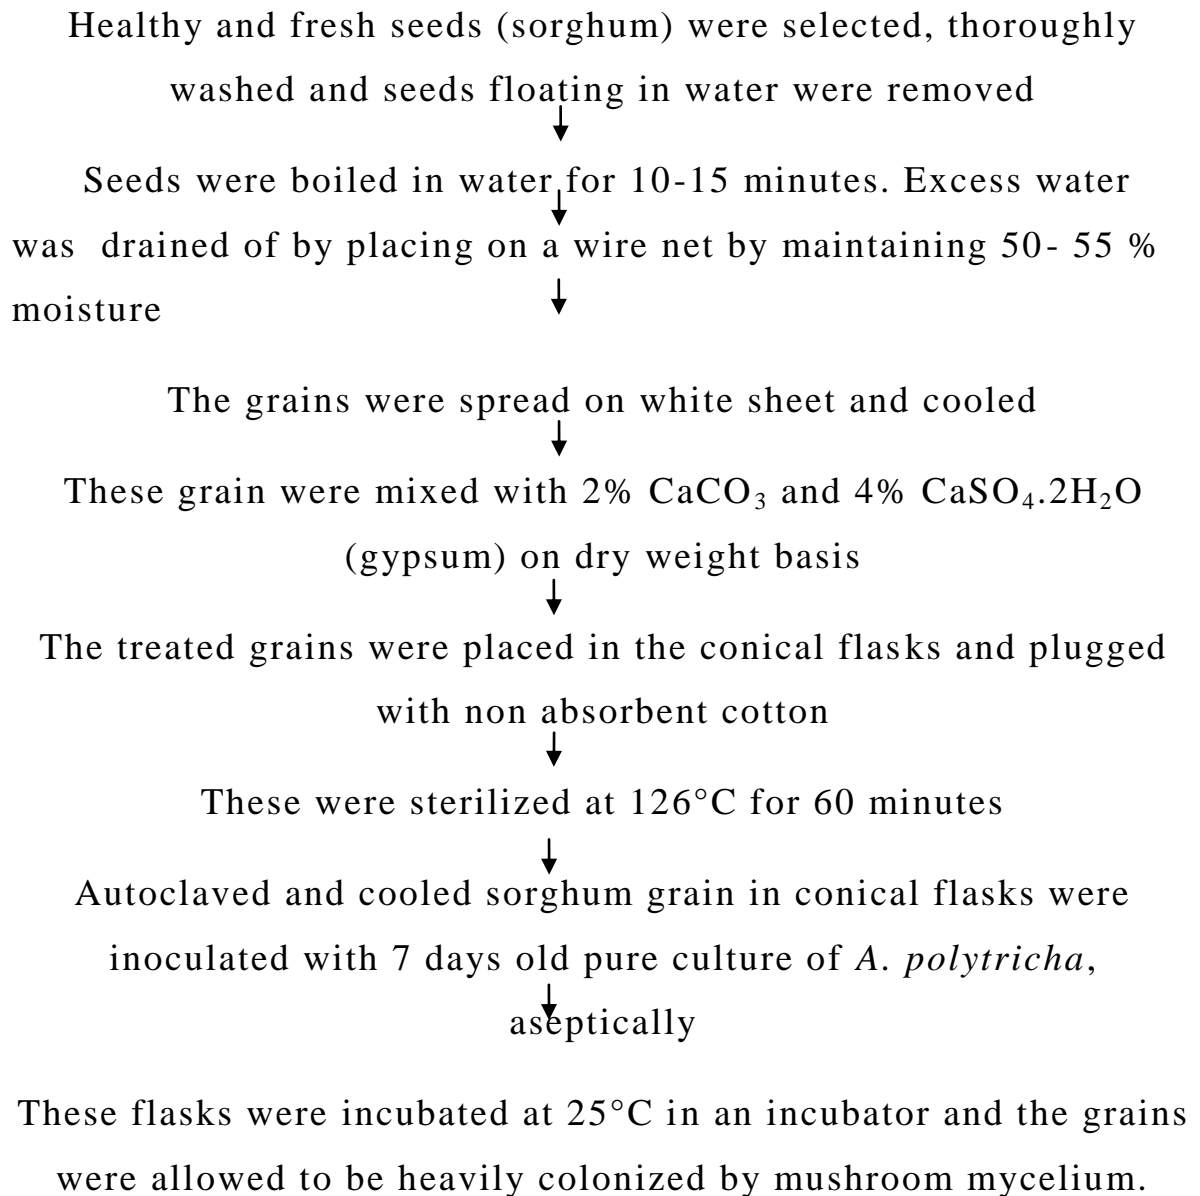 Healthy and fresh seeds (sorghum) were selected, thoroughly
washed and seeds floating in water were removed
Seeds were boiled in water for 10-15 minutes. Excess water
was drained of by placing on a wire net by maintaining 50- 55 %
moisture
The grains were spread on white sheet and cooled
These grain were mixed with 2% CaCO₃ and 4% CaSO₄.2H₂O
(gypsum) on dry weight basis
The treated grains were placed in the conical flasks and plugged
with non absorbent cotton
These were sterilized at 126°C for 60 minutes
Autoclaved and cooled sorghum grain in conical flasks were
inoculated with 7 days old pure culture of A. polytricha,
aseptically
These flasks were incubated at 25°C in an incubator and the grains
were allowed to be heavily colonized by mushroom mycelium.